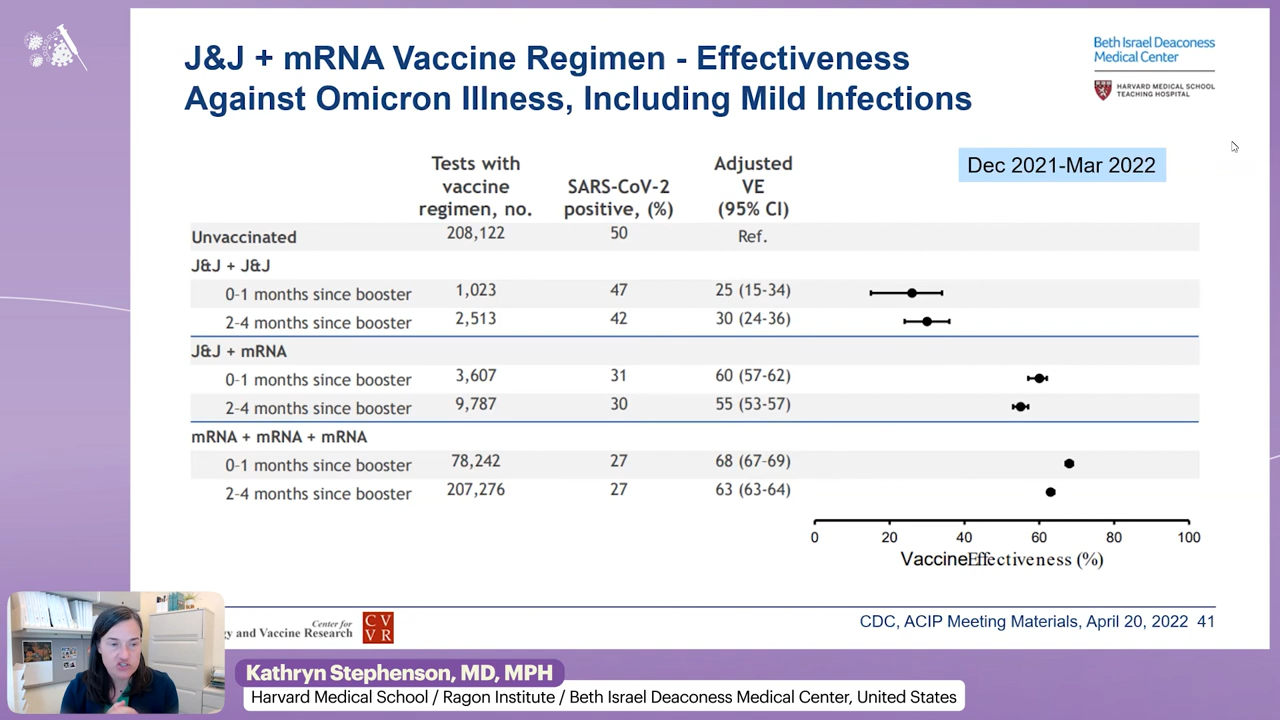 J&J + mRNA Vaccine Regimen - Effectiveness
Against Omicron Illness, Including Mild Infections
Beth Israel Deaconess
Medical Center
HARVARD MEDICAL SCHOOL
TEACHING HOSPITAL
Dec 2021-Mar 2022
Tests with vaccine regimen, no. SARS-CoV-2 positive, (%) Adjusted VE (95% CI)
Unvaccinated 208,122 50 Ref.
J&J + J&J
0-1 months since booster 1,023 47 25 (15-34)
2-4 months since booster 2,513 42 30 (24-36)
J&J + mRNA
0-1 months since booster 3,607 31 60 (57-62)
2-4 months since booster 9,787 30 55 (53-57)
mRNA + mRNA + mRNA
0-1 months since booster 78,242 27 68 (67-69)
2-4 months since booster 207,276 27 63 (63-64)
0 20 40 60 80 100
Vaccine Effectiveness (%)
Center for
gy and Vaccine Research
CV
VR
CDC, ACIP Meeting Materials, April 20, 2022 41
Kathryn Stephenson, MD, MPH
Harvard Medical School / Ragon Institute / Beth Israel Deaconess Medical Center, United States